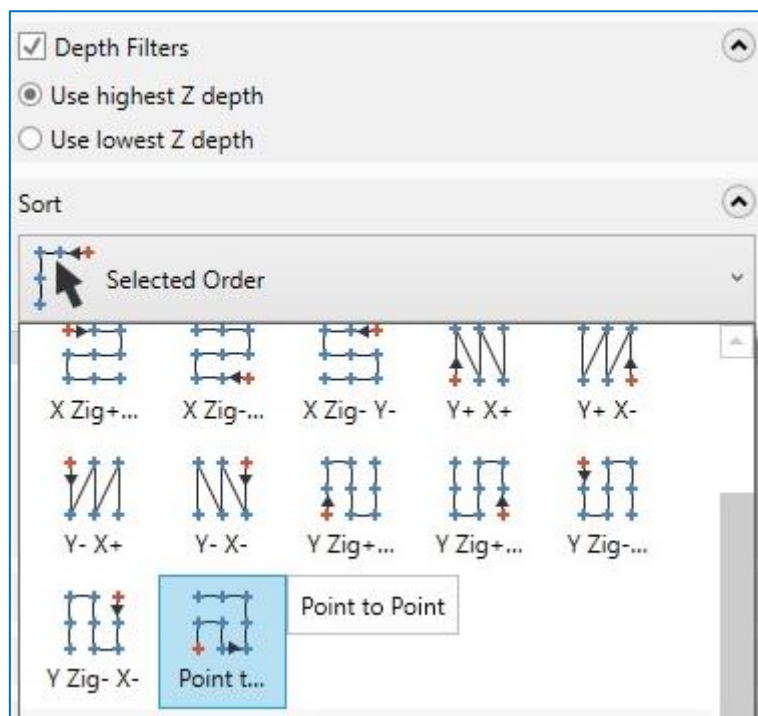 Depth Filters
Use highest Z depth
Use lowest Z depth
Sort
Selected Order
X Zig+...
X Zig-...
X Zig- Y-
Y+ X+
Y+ X-
Y- X+
Y- X-
Y Zig+...
Y Zig+...
Y Zig-...
Y Zig- X-
Point t...
Point to Point